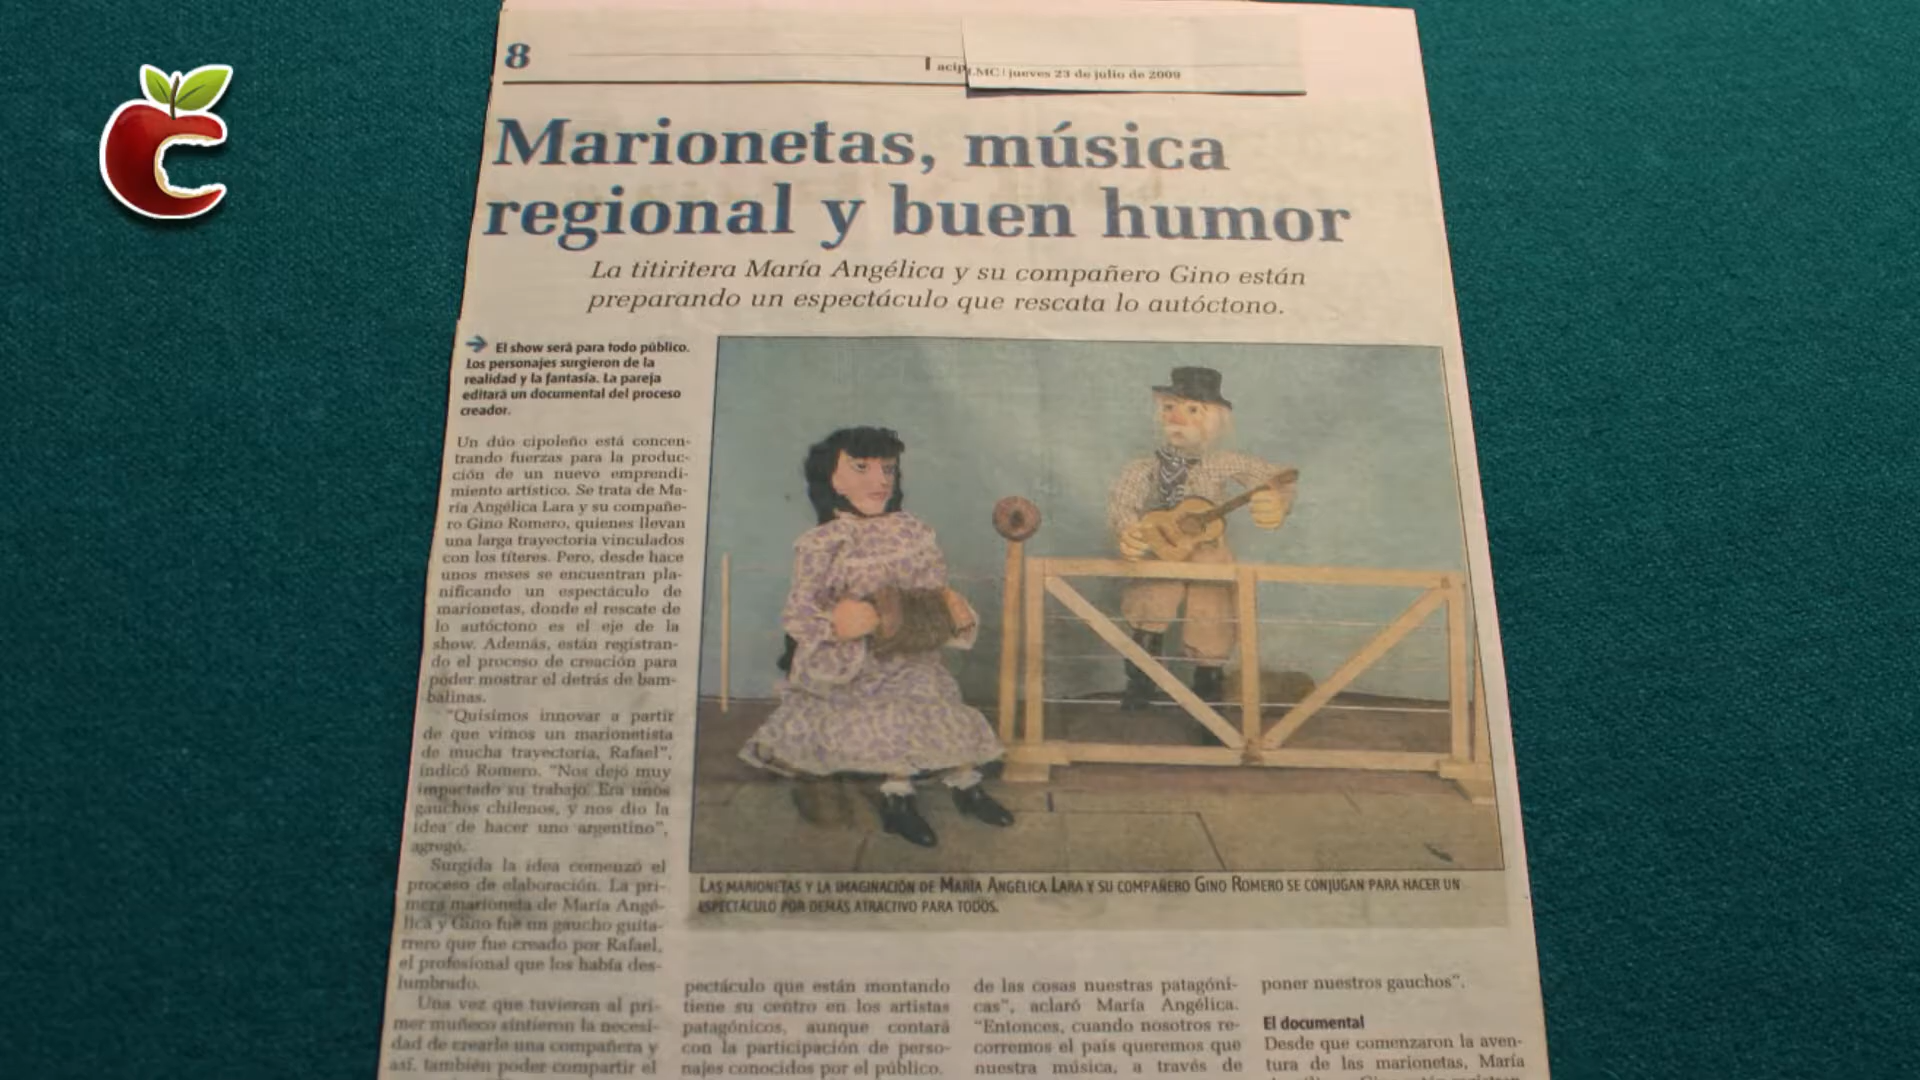 8
acip LMC | jueves 23 de julio de 2009
Marionetas, música
regional y buen humor
La titiritera María Angélica y su compañero Gino están
preparando un espectáculo que rescata lo autóctono.
El show será para todo público.
Los personajes surgieron de la
realidad y la fantasía. La pareja
editará un documental del proceso
creador.
Un dúo cipoleño está concen-
trando fuerzas para la produc-
ción de un nuevo emprendi-
miento artístico. Se trata de Ma-
ría Angélica Lara y su compañe-
ro Gino Romero, quienes llevan
una larga trayectoria vinculados
con los títeres. Pero, desde hace
unos meses se encuentran pla-
nificando un espectáculo de
marionetas, donde el rescate de
lo autóctono es el eje de la
show. Además, están registran-
do el proceso de creación para
poder mostrar el detrás de bam-
balinas.
"Quisimos innovar a partir
de que vimos un marionetista
de mucha trayectoria, Rafael",
indicó Romero. "Nos dejó muy
impactado su trabajo. Era unos
gauchos chilenos, y nos dio la
idea de hacer uno argentino",
agregó.
Surgida la idea comenzó el
proceso de elaboración. La pri-
mera marioneta de María Angé-
lica y Gino fue un gaucho guita-
rrero que fue creado por Rafael,
el profesional que los había des-
lumbrado.
Una vez que tuvieron al pri-
mer muñeco sintieron la necesi-
dad de crearle una compañera y
así, también poder compartir el
LAS MARIONETAS Y LA IMAGINACIÓN DE MARÍA ANGÉLICA LARA Y SU COMPAÑERO GINO ROMERO SE CONJUGAN PARA HACER UN
ESPECTÁCULO POR DEMÁS ATRACTIVO PARA TODOS.
pectáculo que están montando
tiene su centro en los artistas
patagónicos, aunque contará
con la participación de perso-
najes conocidos por el público.
de las cosas nuestras patagóni-
cas", aclaró María Angélica.
"Entonces, cuando nosotros re-
corremos el país queremos que
nuestra música, a través de
poner nuestros gauchos".
El documental
Desde que comenzaron la aven-
tura de las marionetas, María